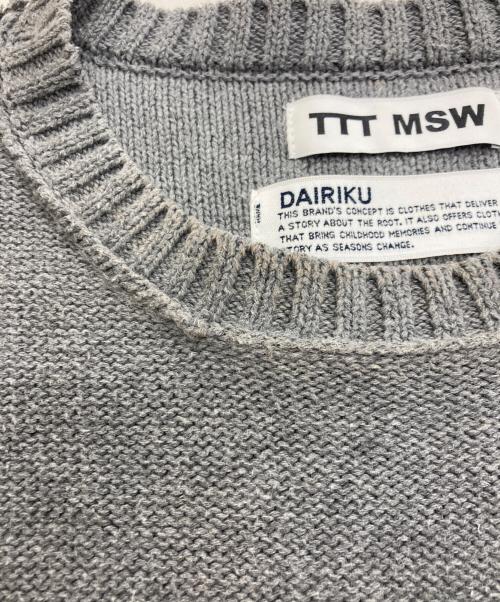 TTT MSW
DAIRIKU
THIS BRAND'S CONCEPT IS CLOTHES THAT DELIVER
A STORY ABOUT THE ROOT. IT ALSO OFFERS CLOT
THAT BRING CHILDHOOD MEMORIES AND CONTINUE
STORY AS SEASONS CHANGE.